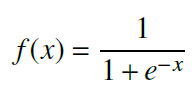 f(x) = 1 / (1 + e^{-x})